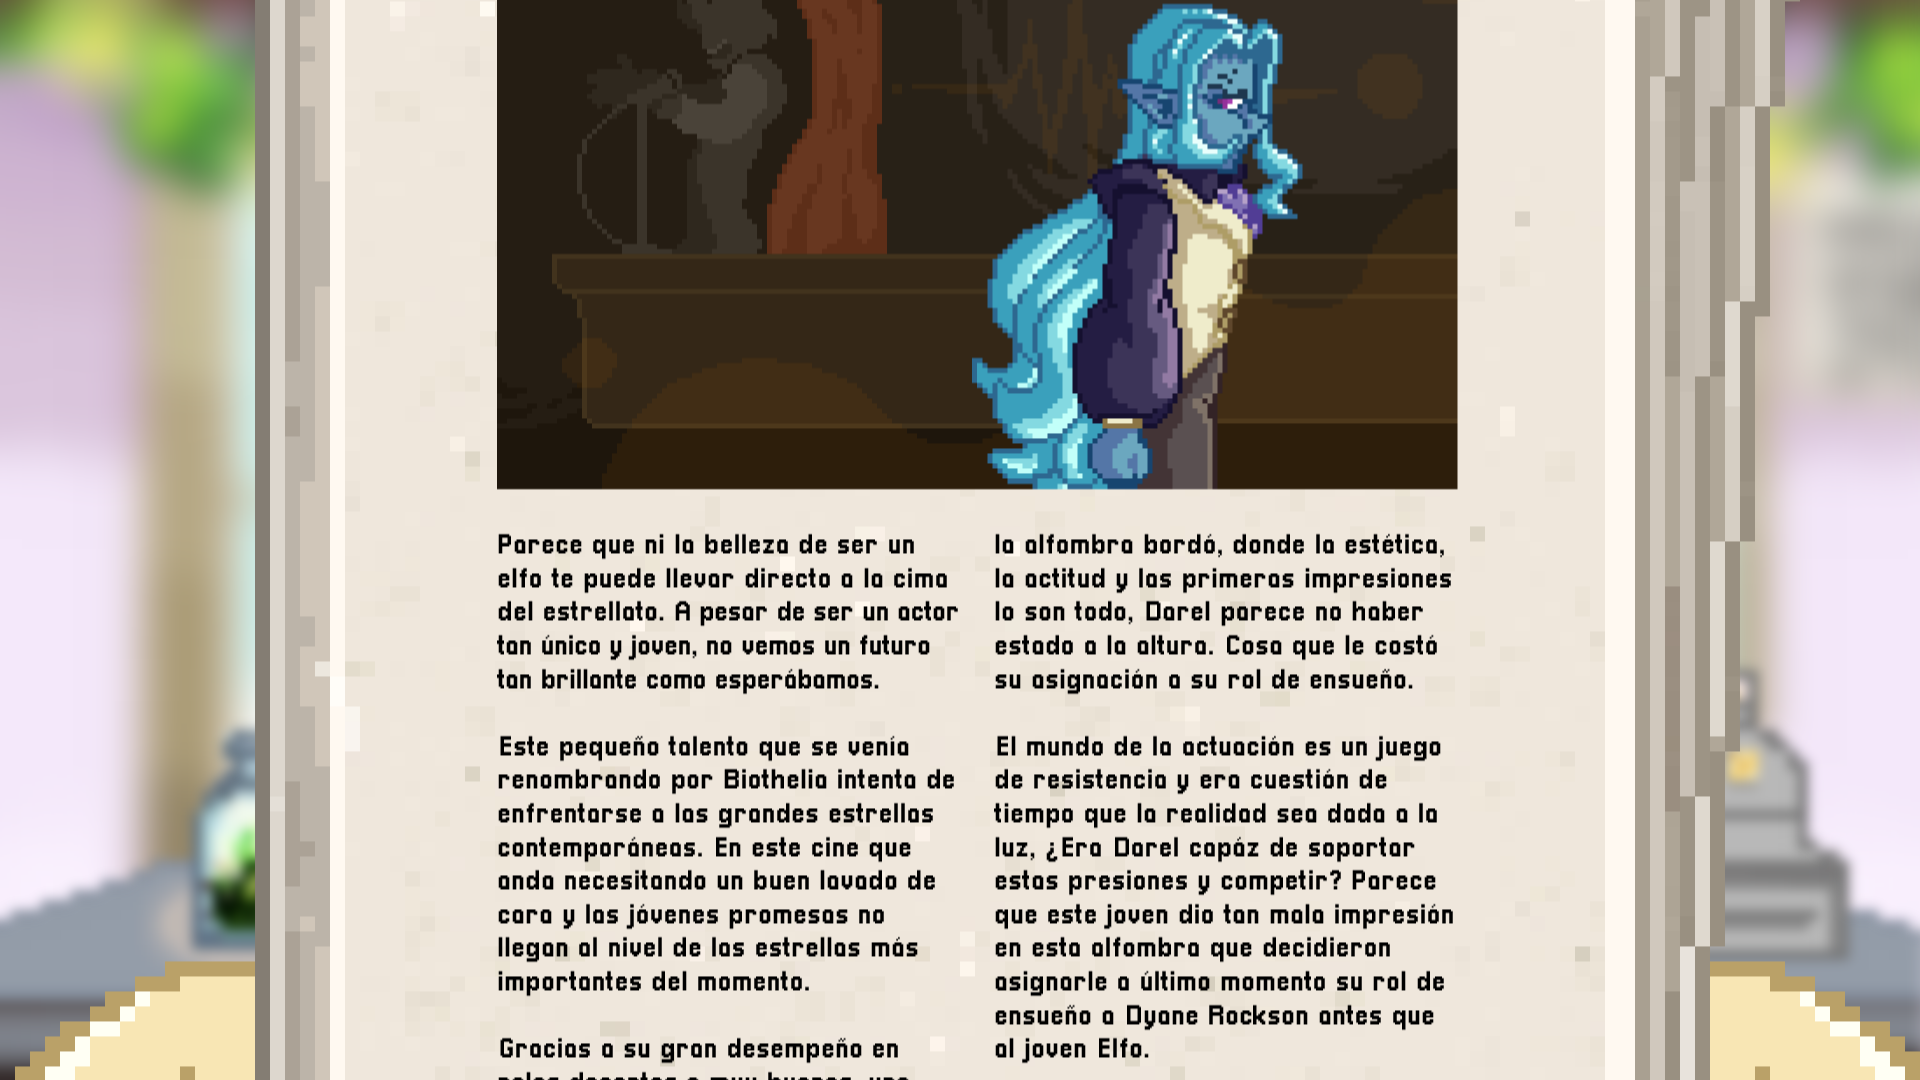 Parece que ni la belleza de ser un
elfo te puede llevar directo a la cima
del estrellato. A pesar de ser un actor
tan único y joven, no vemos un futuro
tan brillante como esperábamos.
Este pequeño talento que se venía
renombrando por Biothelia intenta de
enfrentarse a las grandes estrellas
contemporáneas. En este cine que
anda necesitando un buen lavado de
cara y las jóvenes promesas no
llegan al nivel de las estrellas más
importantes del momento.
Gracias a su gran desempeño en
la alfombra bordó, donde la estética,
la actitud y las primeras impresiones
lo son todo, Darel parece no haber
estado a la altura. Cosa que le costó
su asignación a su rol de ensueño.
El mundo de la actuación es un juego
de resistencia y era cuestión de
tiempo que la realidad sea dada a la
luz, ¿Era Darel capáz de soportar
estas presiones y competir? Parece
que este joven dio tan mala impresión
en esta alfombra que decidieron
asignarle a último momento su rol de
ensueño a Dyane Rockson antes que
al joven Elfo.